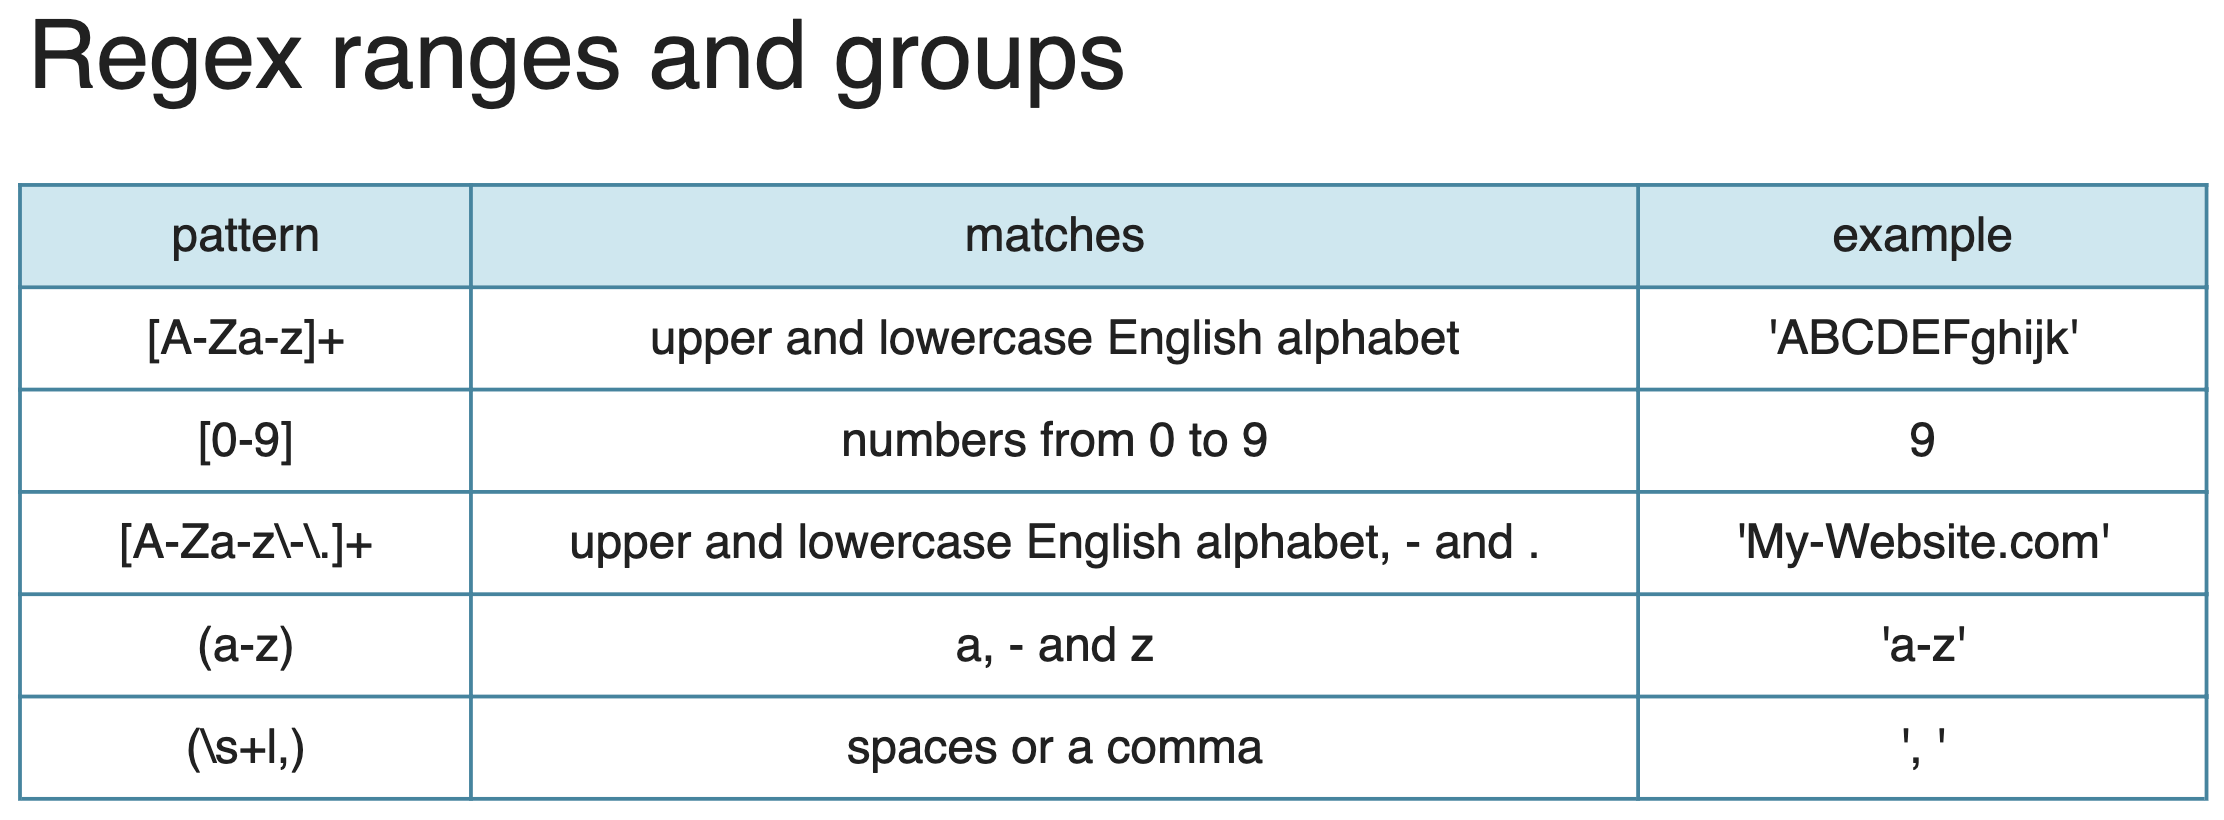 Regex ranges and groups
pattern matches example
[A-Za-z]+ upper and lowercase English alphabet 'ABCDEFghijk'
[0-9] numbers from 0 to 9 9
[A-Za-z\-\.]+ upper and lowercase English alphabet, - and . 'My-Website.com'
(a-z) a, - and z 'a-z'
(\s+l,) spaces or a comma ', '